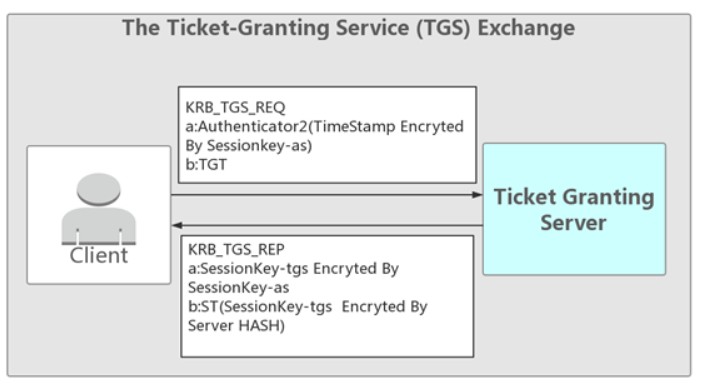 The Ticket-Granting Service (TGS) Exchange
KRB_TGS_REQ
a:Authenticator2(TimeStamp Encryted
By Sessionkey-as)
b:TGT
Client
Ticket Granting
Server
KRB_TGS_REP
a:SessionKey-tgs Encryted By
SessionKey-as
b:ST(SessionKey-tgs  Encryted By
Server HASH)